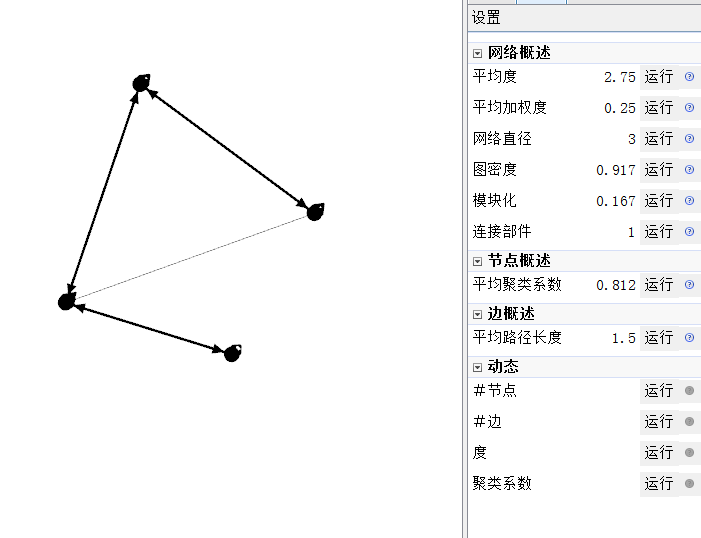 设置
网络概述
平均度 2.75 运行
平均加权度 0.25 运行
网络直径 3 运行
图密度 0.917 运行
模块化 0.167 运行
连接部件 1 运行
节点概述
平均聚类系数 0.812 运行
边概述
平均路径长度 1.5 运行
动态
#节点 运行
#边 运行
度 运行
聚类系数 运行